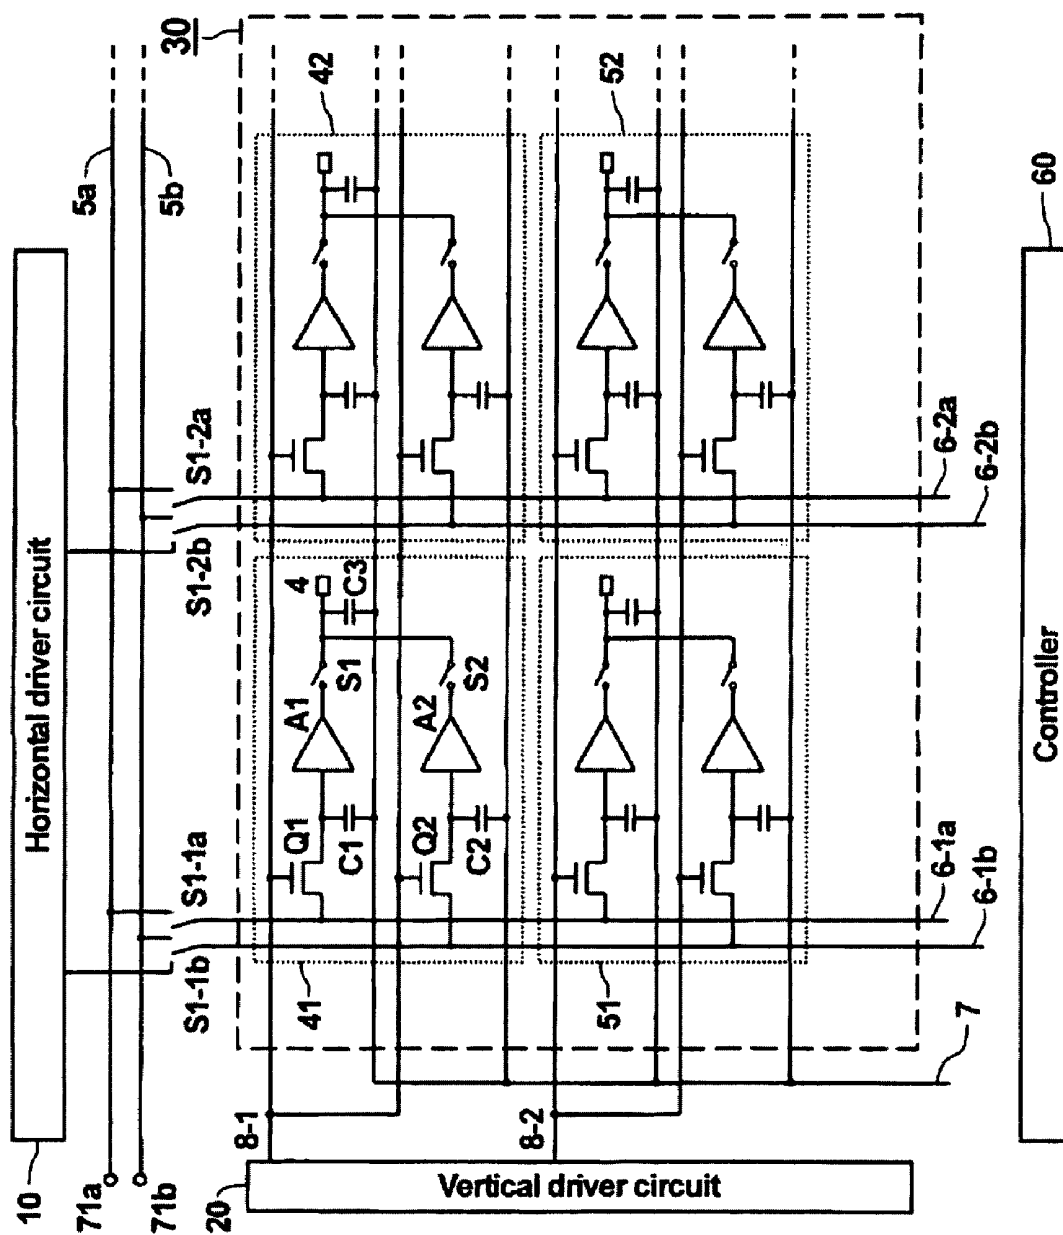 10
Horizontal driver circuit
71a
71b
5a
5b
S1-1a
S1-1b
S1-2a
S1-2b
30
20
Vertical driver circuit
8-1
8-2
41
Q1
C1
A1
S1
4
C3
Q2
C2
A2
S2
42
51
52
6-1a
6-1b
6-2a
6-2b
7
Controller
60